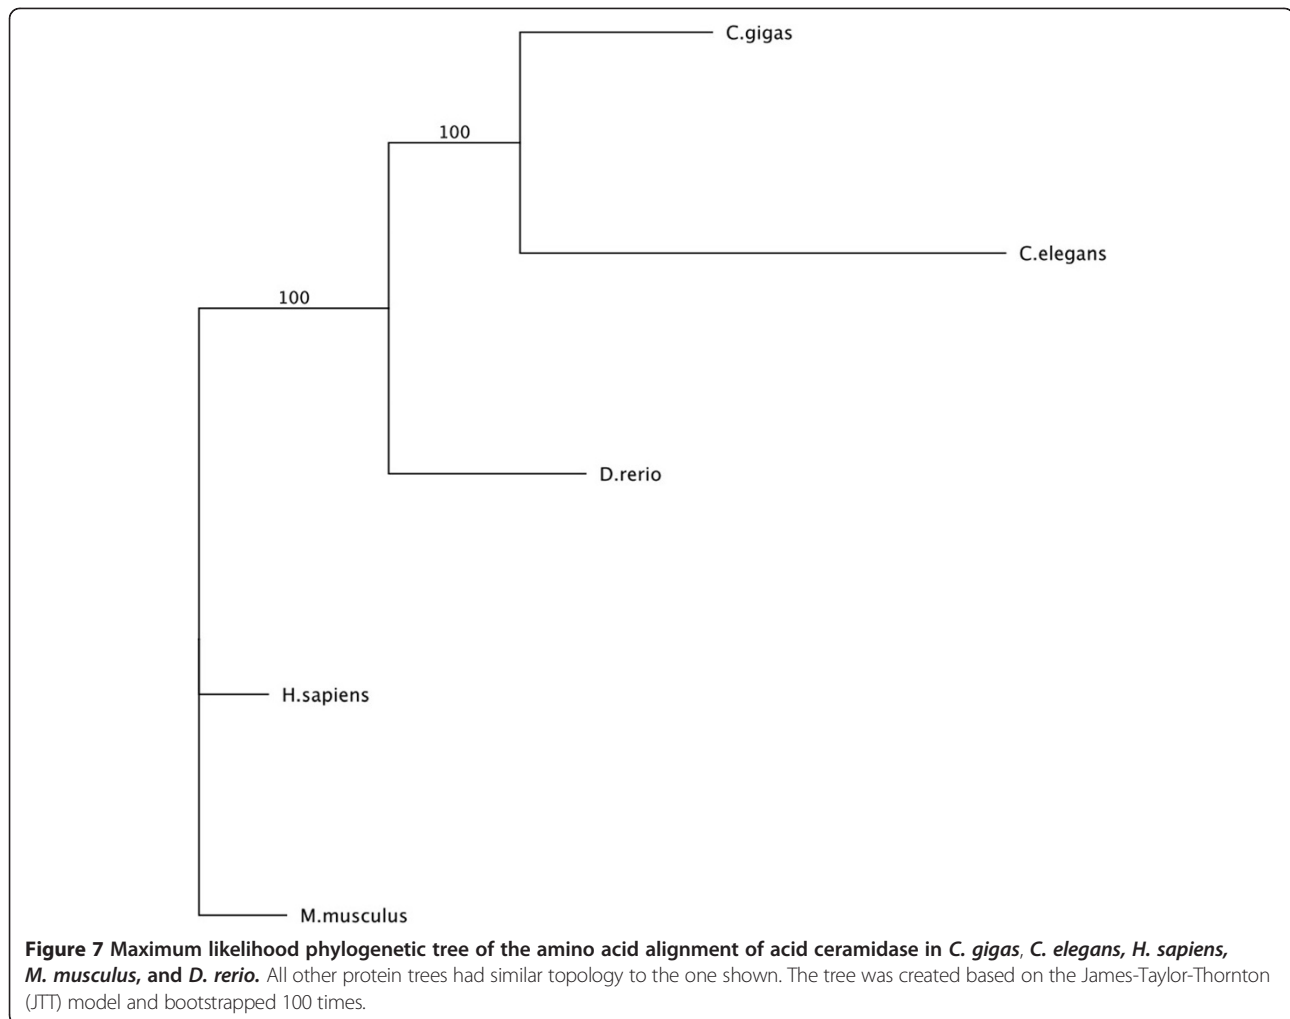 C.gigas
100
C.elegans
100
D.rerio
H.sapiens
M.musculus
Figure 7 Maximum likelihood phylogenetic tree of the amino acid alignment of acid ceramidase in C. gigas, C. elegans, H. sapiens,
M. musculus, and D. rerio. All other protein trees had similar topology to the one shown. The tree was created based on the James-Taylor-Thornton
(JTT) model and bootstrapped 100 times.